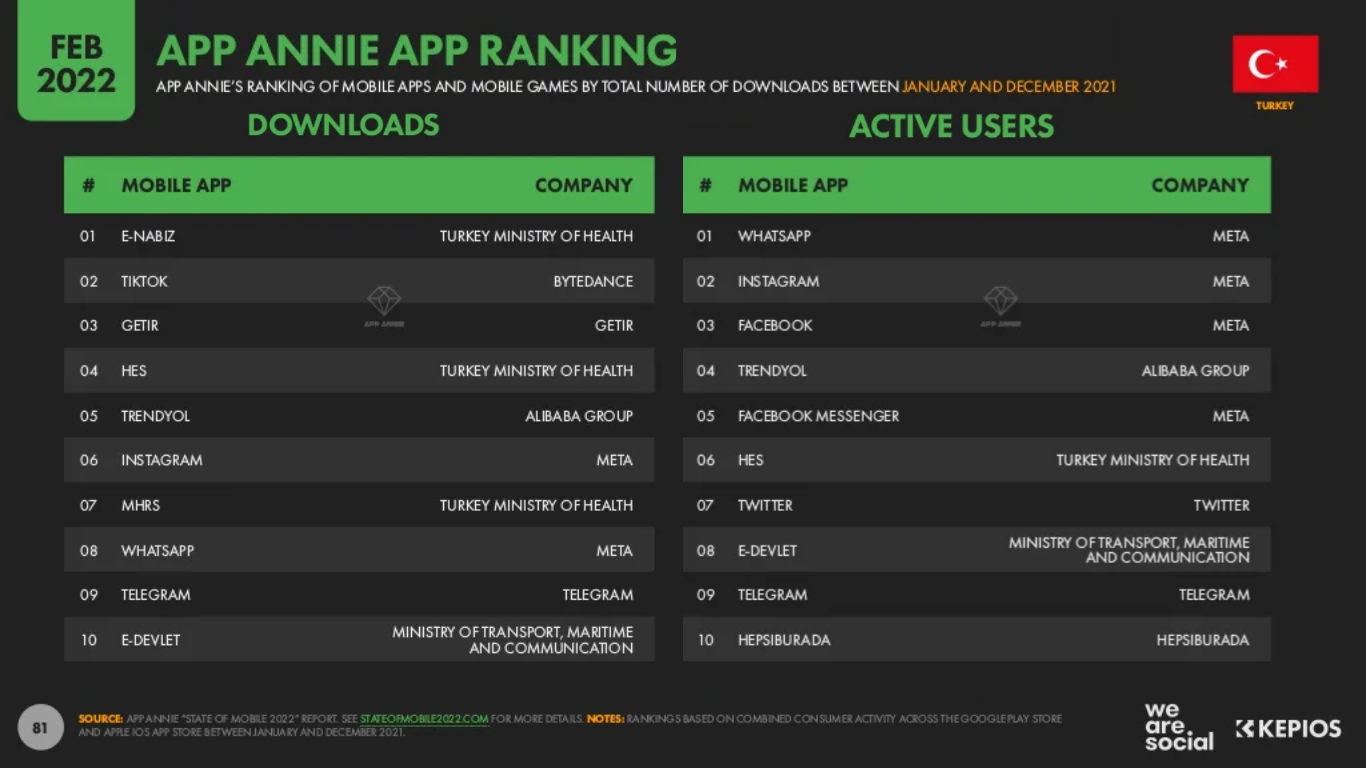 FEB
2022
APP ANNIE APP RANKING
APP ANNIE'S RANKING OF MOBILE APPS AND MOBILE GAMES BY TOTAL NUMBER OF DOWNLOADS BETWEEN JANUARY AND DECEMBER 2021
TURKEY
DOWNLOADS
# MOBILE APP COMPANY
01 E-NABIZ TURKEY MINISTRY OF HEALTH
02 TIKTOK BYTEDANCE
03 GETIR GETIR
04 HES TURKEY MINISTRY OF HEALTH
05 TRENDYOL ALIBABA GROUP
06 INSTAGRAM META
07 MHRS TURKEY MINISTRY OF HEALTH
08 WHATSAPP META
09 TELEGRAM TELEGRAM
10 E-DEVLET MINISTRY OF TRANSPORT, MARITIME
AND COMMUNICATION
APP ANNIE
ACTIVE USERS
# MOBILE APP COMPANY
01 WHATSAPP META
02 INSTAGRAM META
03 FACEBOOK META
04 TRENDYOL ALIBABA GROUP
05 FACEBOOK MESSENGER META
06 HES TURKEY MINISTRY OF HEALTH
07 TWITTER TWITTER
08 E-DEVLET MINISTRY OF TRANSPORT, MARITIME
AND COMMUNICATION
09 TELEGRAM TELEGRAM
10 HEPSIBURADA HEPSIBURADA
APP ANNIE
81
SOURCE: APP ANNIE "STATE OF MOBILE 2022" REPORT. SEE STATEOFMOBILE2022.COM FOR MORE DETAILS. NOTES: RANKINGS BASED ON COMBINED CONSUMER ACTIVITY ACROSS THE GOOGLE PLAY STORE
AND APPLE IOS APP STORE BETWEEN JANUARY AND DECEMBER 2021.
we
are.
social
KEPIOS